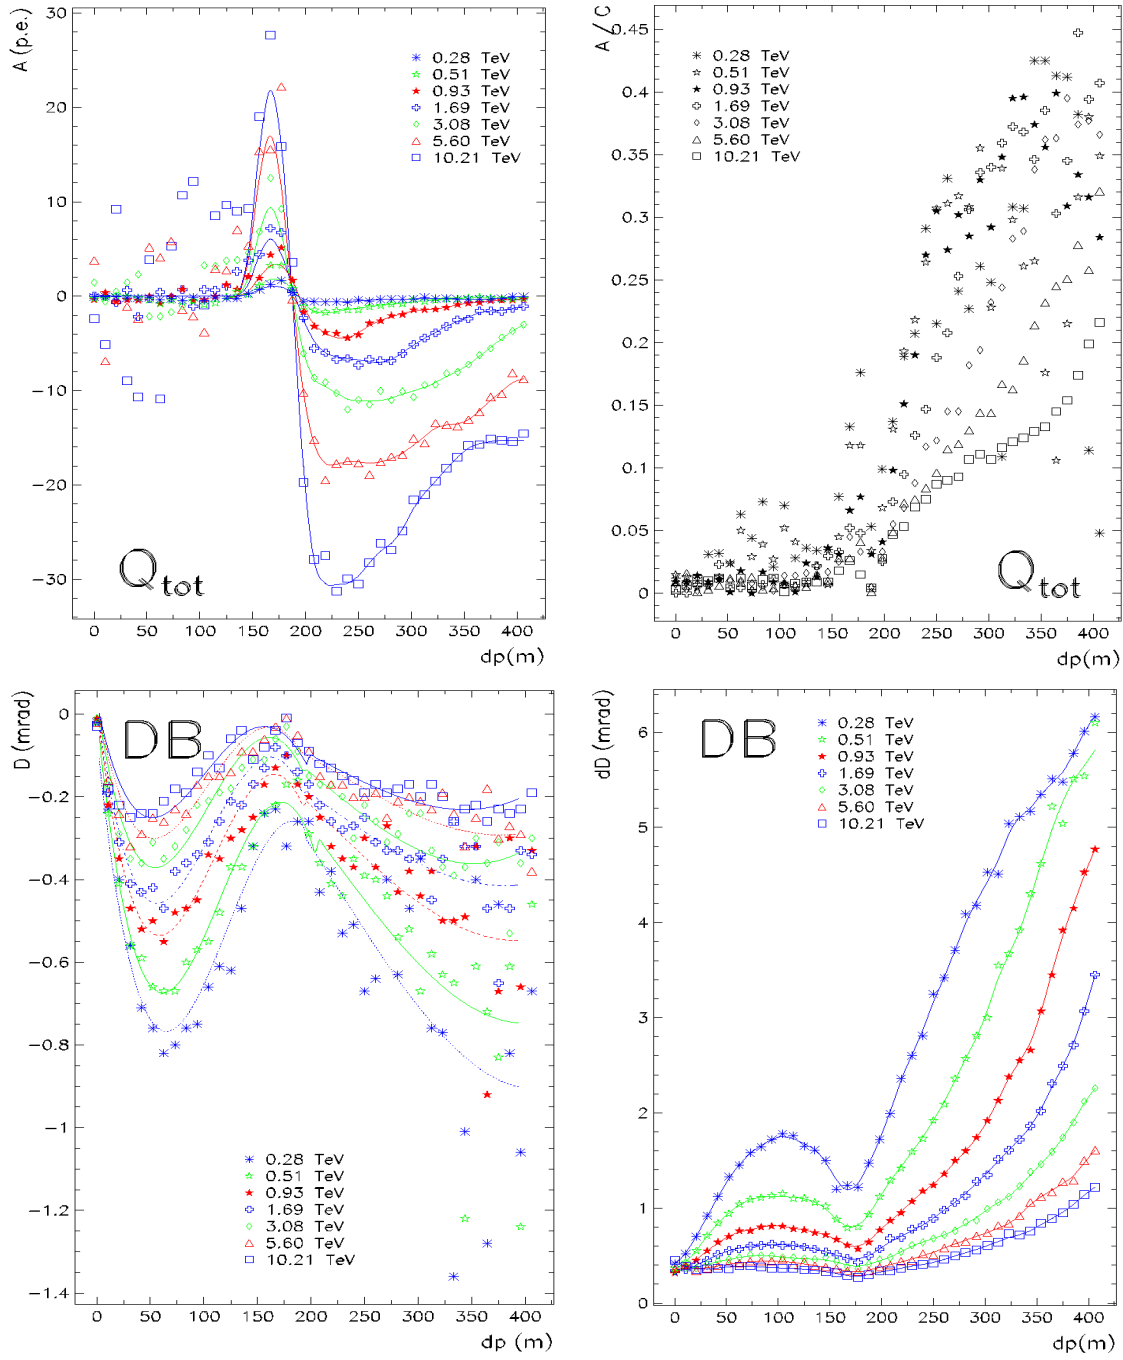 A (p.e.)
30
20
10
0
−10
−20
−30
0.28 TeV
0.51 TeV
0.93 TeV
1.69 TeV
3.08 TeV
5.60 TeV
10.21 TeV
Qtot
0 50 100 150 200 250 300 350 400
dp(m)
A / C
0.45
0.4
0.35
0.3
0.25
0.2
0.15
0.1
0.05
0
0.28 TeV
0.51 TeV
0.93 TeV
1.69 TeV
3.08 TeV
5.60 TeV
10.21 TeV
Qtot
0 50 100 150 200 250 300 350 400
dp(m)
D (mrad)
0
−0.2
−0.4
−0.6
−0.8
−1
−1.2
−1.4
DB
0.28 TeV
0.51 TeV
0.93 TeV
1.69 TeV
3.08 TeV
5.60 TeV
10.21 TeV
0 50 100 150 200 250 300 350 400
dp (m)
dD (mrad)
6
5
4
3
2
1
0
DB
0.28 TeV
0.51 TeV
0.93 TeV
1.69 TeV
3.08 TeV
5.60 TeV
10.21 TeV
0 50 100 150 200 250 300 350 400
dp(m)